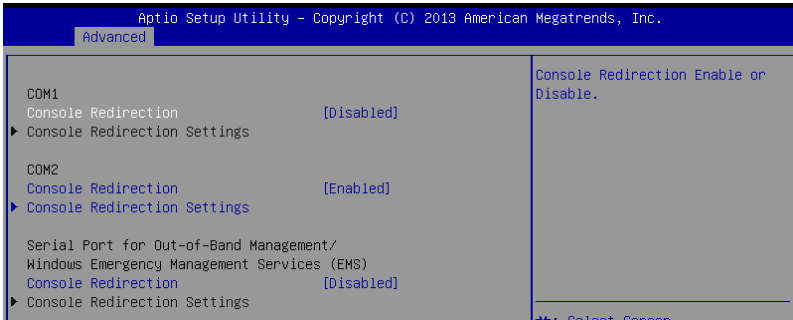 Aptio Setup Utility – Copyright (C) 2013 American Megatrends, Inc.
Advanced
COM1
Console Redirection [Disabled]
Console Redirection Settings
COM2
Console Redirection [Enabled]
Console Redirection Settings
Serial Port for Out-of-Band Management/
Windows Emergency Management Services (EMS)
Console Redirection [Disabled]
Console Redirection Settings
Console Redirection Enable or
Disable.
Select Screen